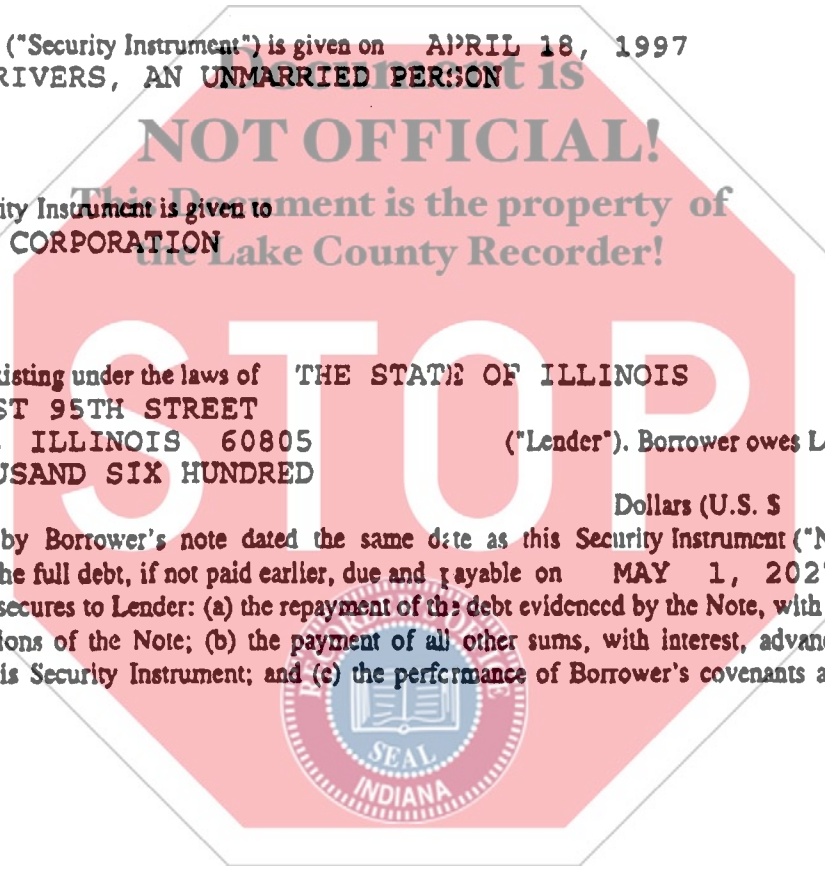 ("Security Instrument") is given on APRIL 18, 1997
RIVERS, AN UNMARRIED PERSON
Document is
NOT OFFICIAL!
This Document is the property of
the Lake County Recorder!
ity Instrument is given to
CORPORATION
STOP
isting under the laws of THE STATE OF ILLINOIS
ST 95TH STREET
ILLINOIS 60805 ("Lender"). Borrower owes L
USAND SIX HUNDRED
Dollars (U.S. $
by Borrower's note dated the same date as this Security Instrument ("N
he full debt, if not paid earlier, due and payable on MAY 1, 202
secures to Lender: (a) the repayment of the debt evidenced by the Note, with
ions of the Note; (b) the payment of all other sums, with interest, advanc
is Security Instrument; and (c) the performance of Borrower's covenants a
SEAL
INDIANA